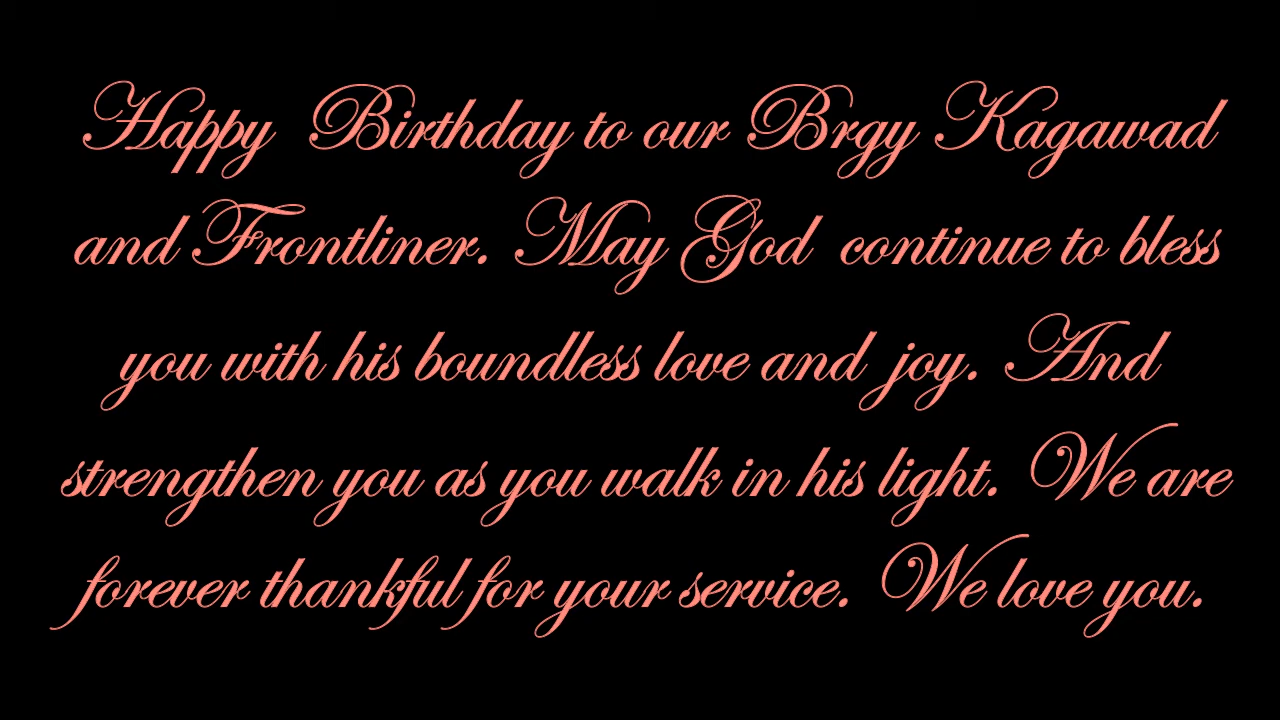 Happy Birthday to our Brgy Kagawad
and Frontliner. May God continue to bless
you with his boundless love and joy. And
strengthen you as you walk in his light. We are
forever thankful for your service. We love you.